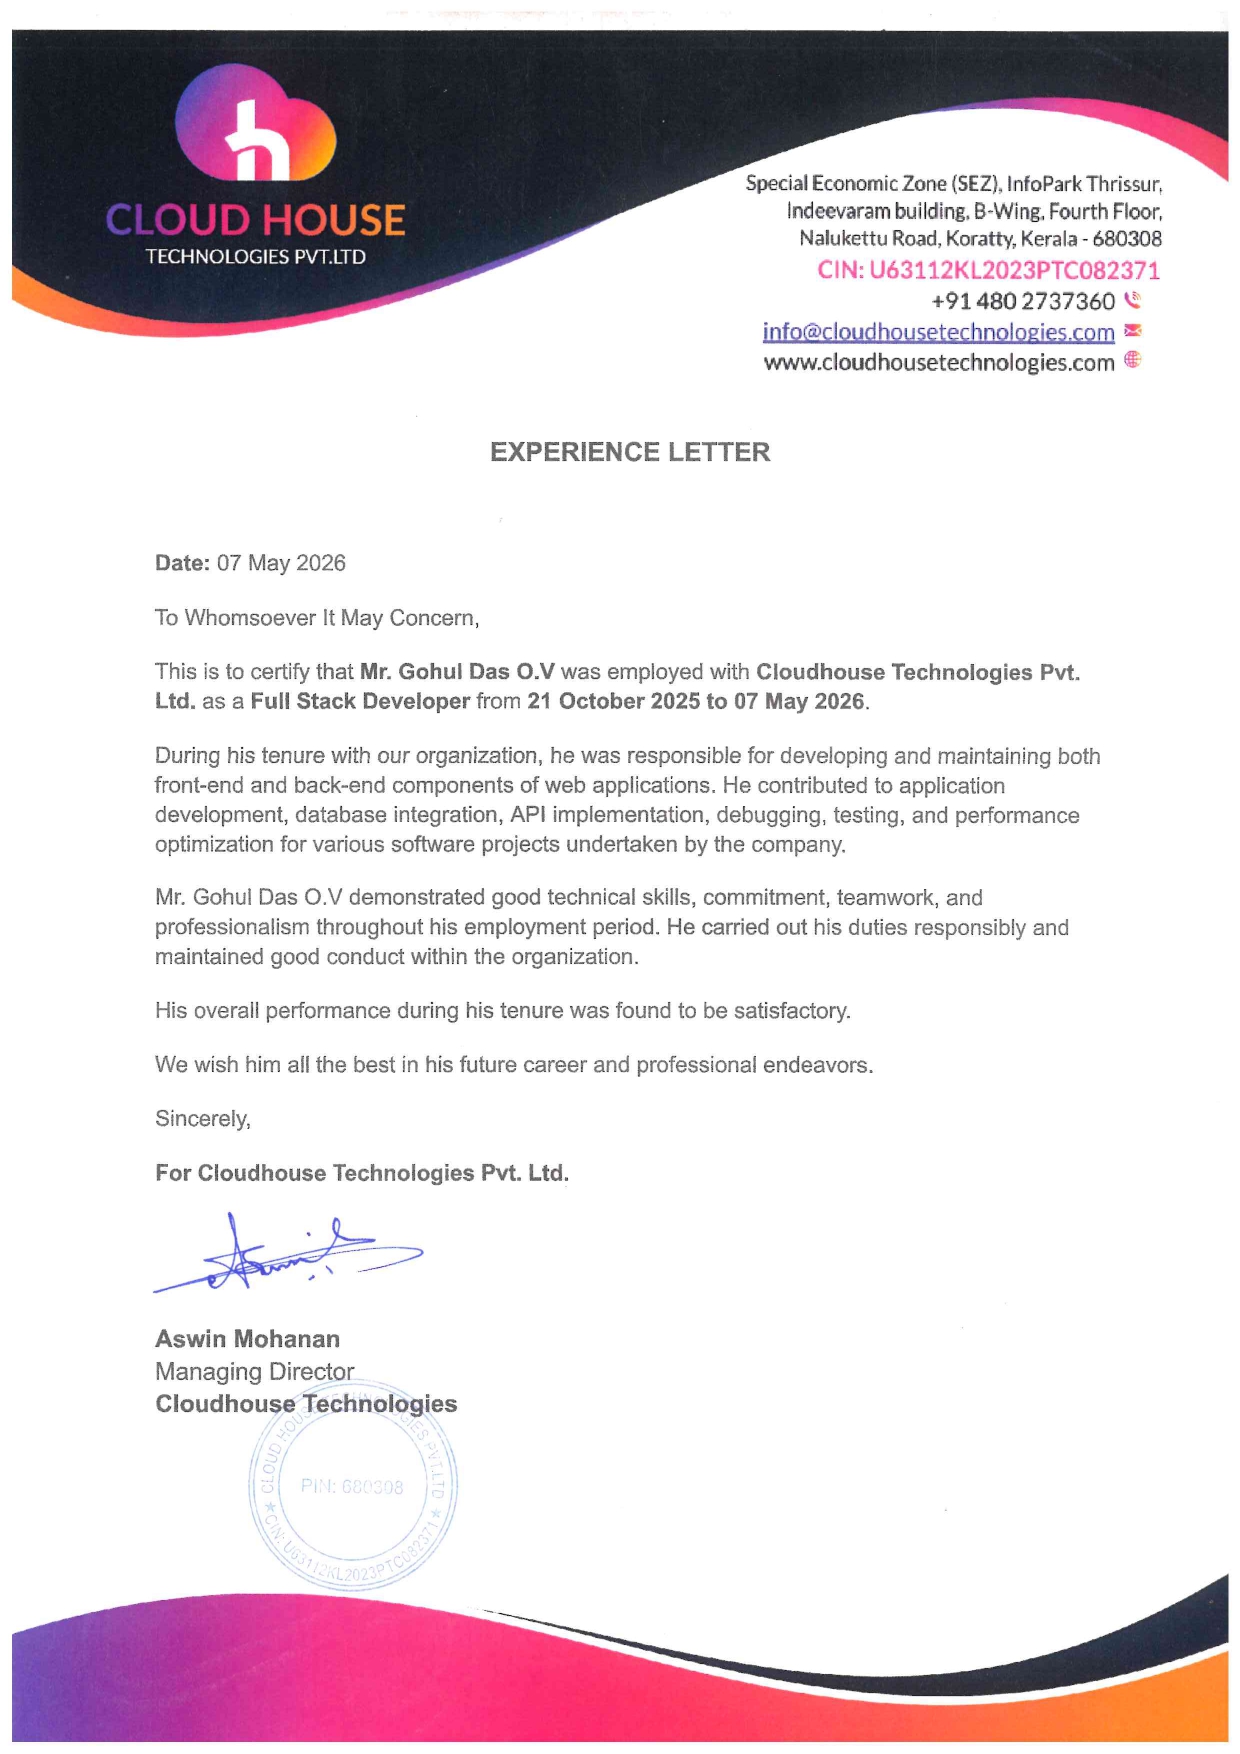 h
CLOUD HOUSE
TECHNOLOGIES PVT.LTD
Special Economic Zone (SEZ), InfoPark Thrissur,
Indeevaram building, B-Wing, Fourth Floor,
Nalukettu Road, Koratty, Kerala - 680308
CIN: U63112KL2023PTC082371
+91 480 2737360
info@cloudhousetechnologies.com
www.cloudhousetechnologies.com
EXPERIENCE LETTER
Date: 07 May 2026
To Whomsoever It May Concern,
This is to certify that Mr. Gohul Das O.V was employed with Cloudhouse Technologies Pvt.
Ltd. as a Full Stack Developer from 21 October 2025 to 07 May 2026.
During his tenure with our organization, he was responsible for developing and maintaining both
front-end and back-end components of web applications. He contributed to application
development, database integration, API implementation, debugging, testing, and performance
optimization for various software projects undertaken by the company.
Mr. Gohul Das O.V demonstrated good technical skills, commitment, teamwork, and
professionalism throughout his employment period. He carried out his duties responsibly and
maintained good conduct within the organization.
His overall performance during his tenure was found to be satisfactory.
We wish him all the best in his future career and professional endeavors.
Sincerely,
For Cloudhouse Technologies Pvt. Ltd.
Aswin Mohanan
Managing Director
Cloudhouse Technologies
CLOUD HOUSE TECHNOLOGIES PVT.LTD
PIN: 680308
★ CIN: U63112KL2023PTC082371 ★